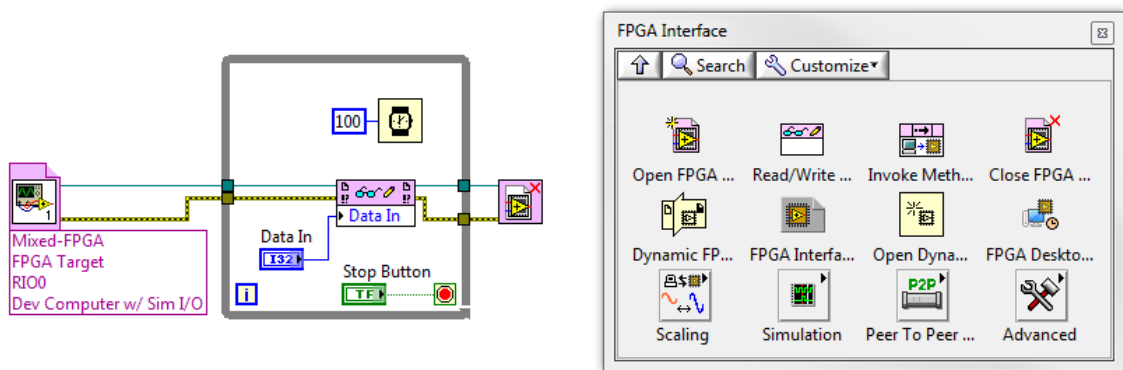 100
1
Mixed-FPGA
FPGA Target
RIO0
Dev Computer w/ Sim I/O
Data In
Data In
I32
Stop Button
TF
i
FPGA Interface
Search
Customize
Open FPGA ...
Read/Write ...
Invoke Meth...
Close FPGA ...
Dynamic FP...
FPGA Interfa...
Open Dyna...
FPGA Deskto...
P2P
Scaling
Simulation
Peer To Peer ...
Advanced